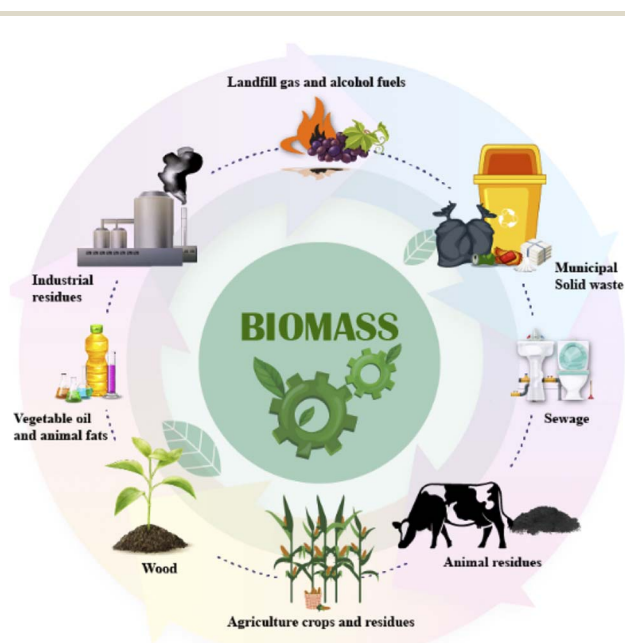 Landfill gas and alcohol fuels
Municipal
Solid waste
Industrial
residues
BIOMASS
Vegetable oil
and animal fats
Sewage
Wood
Animal residues
Agriculture crops and residues